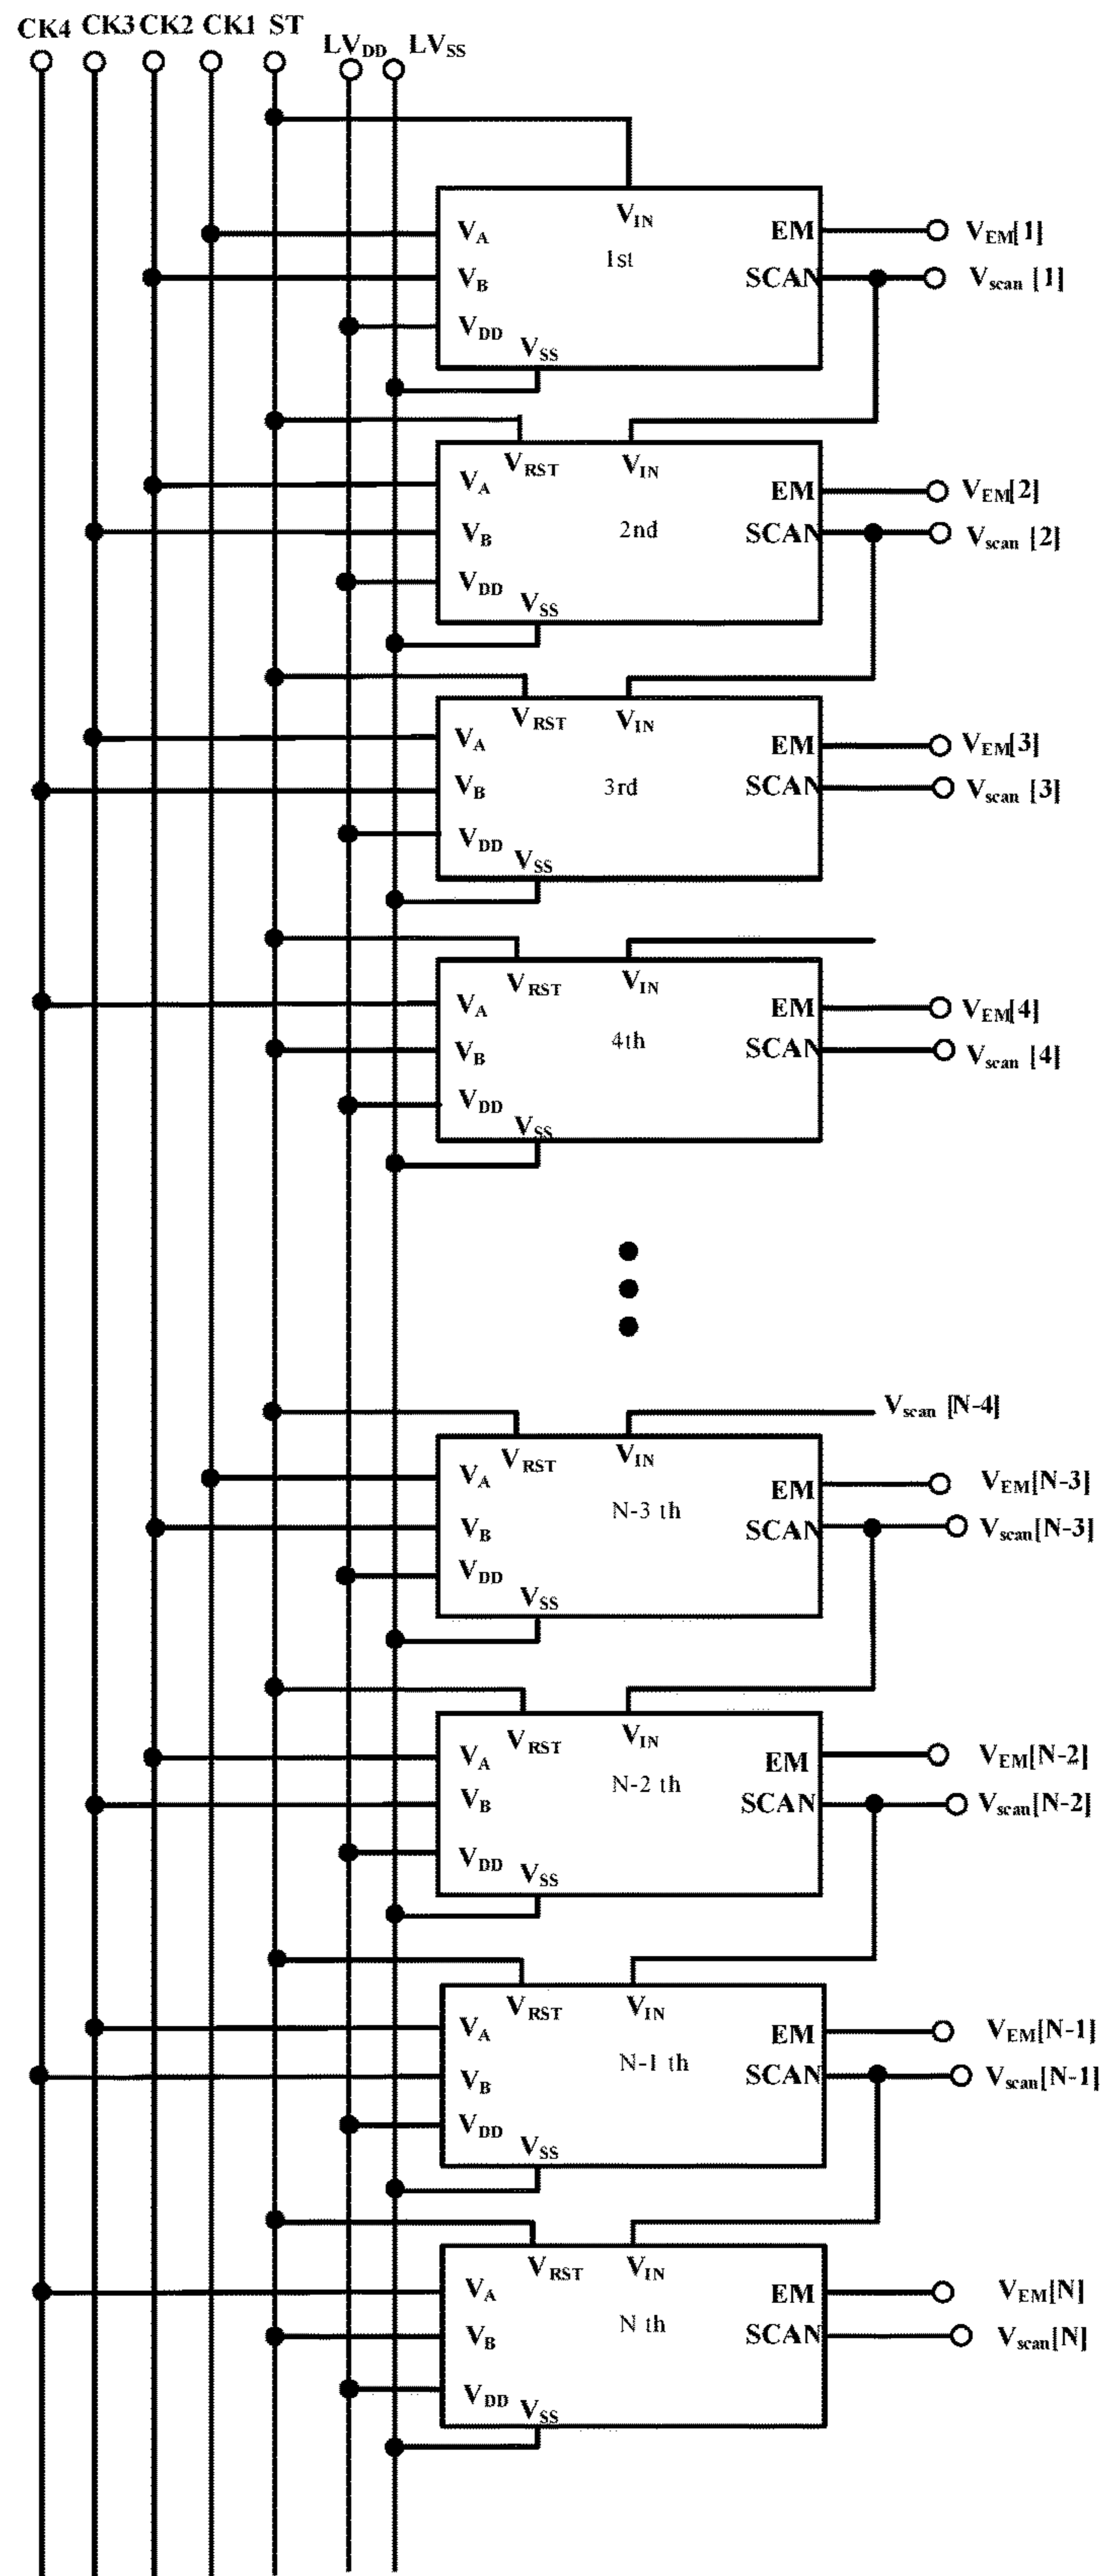 CK4 CK3 CK2 CK1 ST LVDD LVSS
VIN
VA 1st EM VEM[1]
VB SCAN Vscan [1]
VDD
VSS
VRST VIN
VA EM VEM[2]
VB 2nd SCAN Vscan [2]
VDD
VSS
VRST VIN
VA EM VEM[3]
VB 3rd SCAN Vscan [3]
VDD
VSS
VRST VIN
VA EM VEM[4]
VB 4th SCAN Vscan [4]
VDD
VSS
Vscan [N-4]
VRST VIN
VA EM VEM[N-3]
N-3 th
VB SCAN Vscan[N-3]
VDD
VSS
VRST VIN
VA EM VEM[N-2]
N-2 th
VB SCAN Vscan[N-2]
VDD
VSS
VRST VIN
VA EM VEM[N-1]
N-1 th
VB SCAN Vscan[N-1]
VDD
VSS
VRST VIN
VA EM VEM[N]
N th
VB SCAN Vscan[N]
VDD
VSS